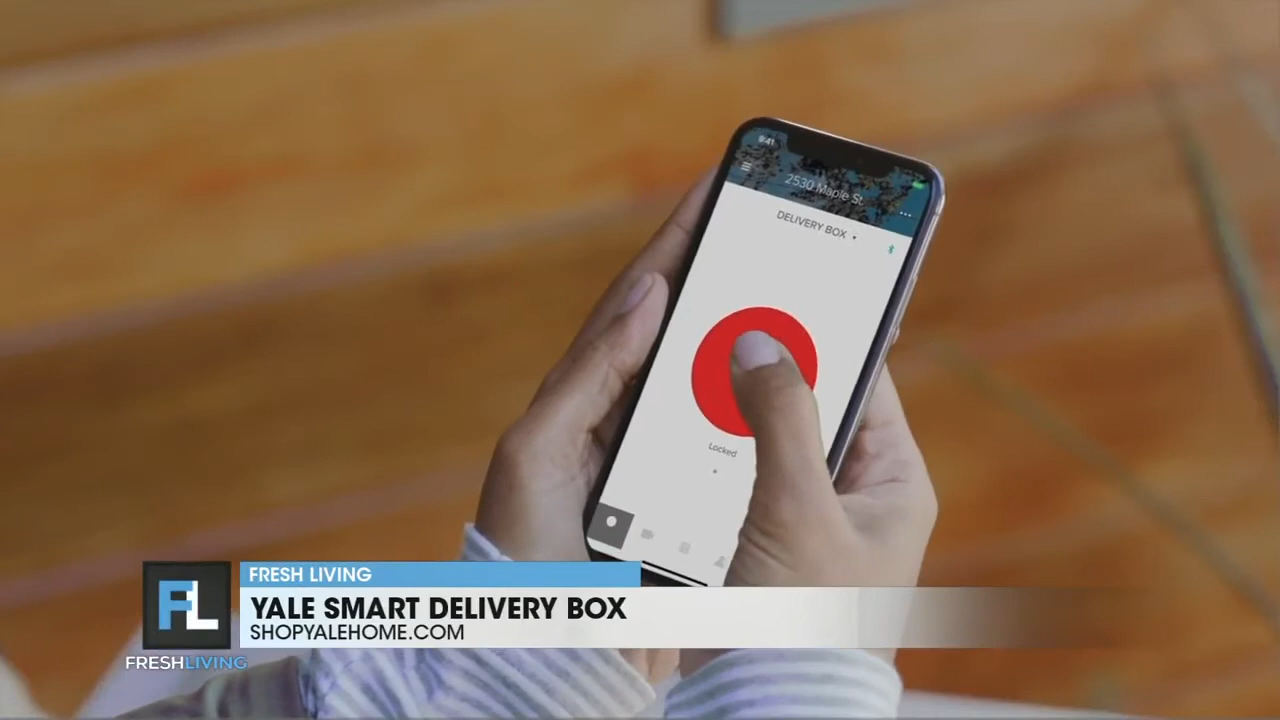 9:41
2530 Maple St.
DELIVERY BOX
Locked
FL
FRESH LIVING
YALE SMART DELIVERY BOX
SHOPYALEHOME.COM
FRESHLIVING